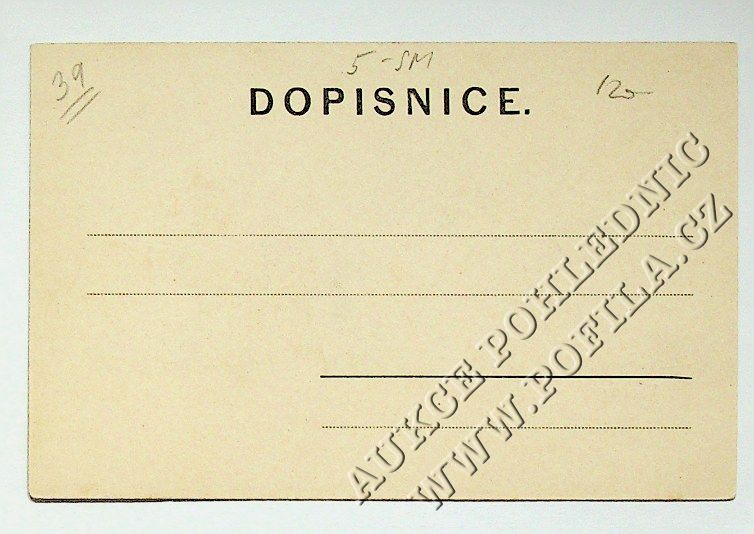 39
5-SM
120
DOPISNICE.
AUKCE POHLEDNIC
WWW.POFILA.CZ